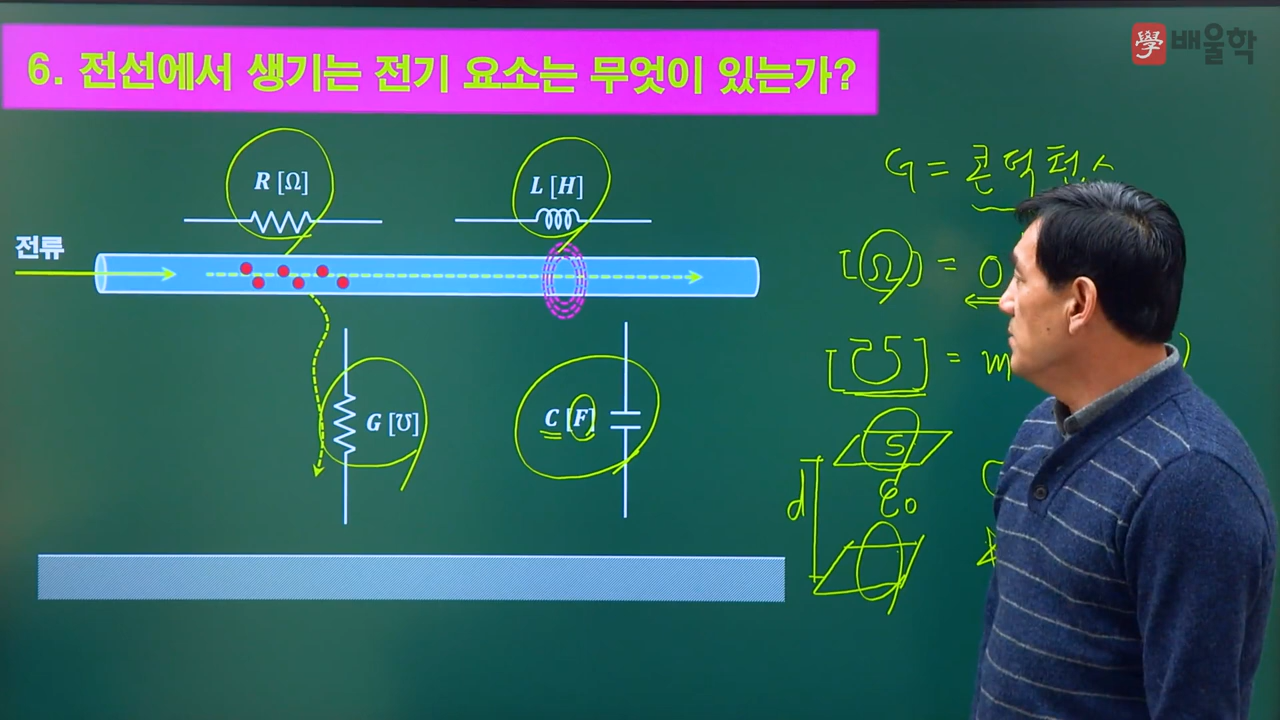 學 배울학
6. 전선에서 생기는 전기 요소는 무엇이 있는가?
R [Ω]
L [H]
전류
G [℧]
C [F]
G = 콘덕턴스
[Ω] = 0
[℧] = m
S
d
ε₀